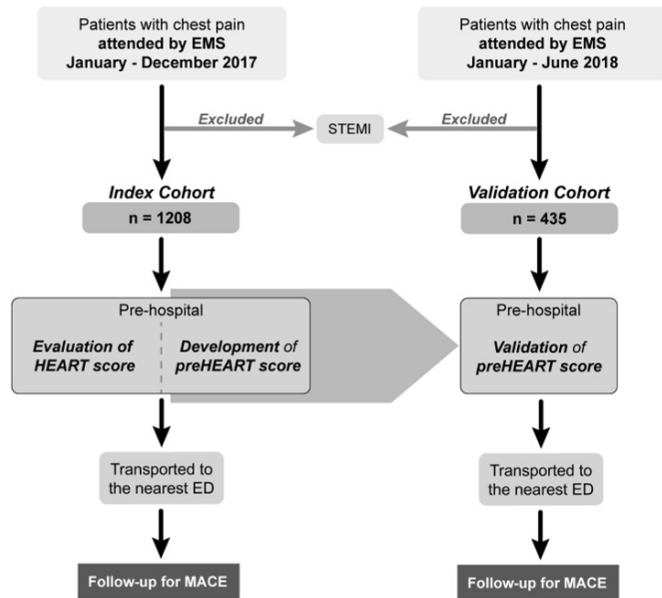 Patients with chest pain
attended by EMS
January - December 2017
Patients with chest pain
attended by EMS
January - June 2018
Excluded
STEMI
Excluded
Index Cohort
n = 1208
Validation Cohort
n = 435
Pre-hospital
Evaluation of
HEART score
Development of
preHEART score
Pre-hospital
Validation of
preHEART score
Transported to
the nearest ED
Transported to
the nearest ED
Follow-up for MACE
Follow-up for MACE